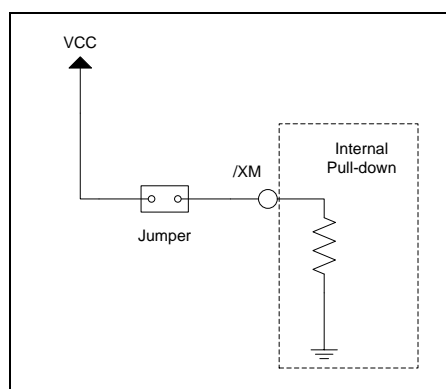 VCC
/XM
Internal
Pull-down
Jumper